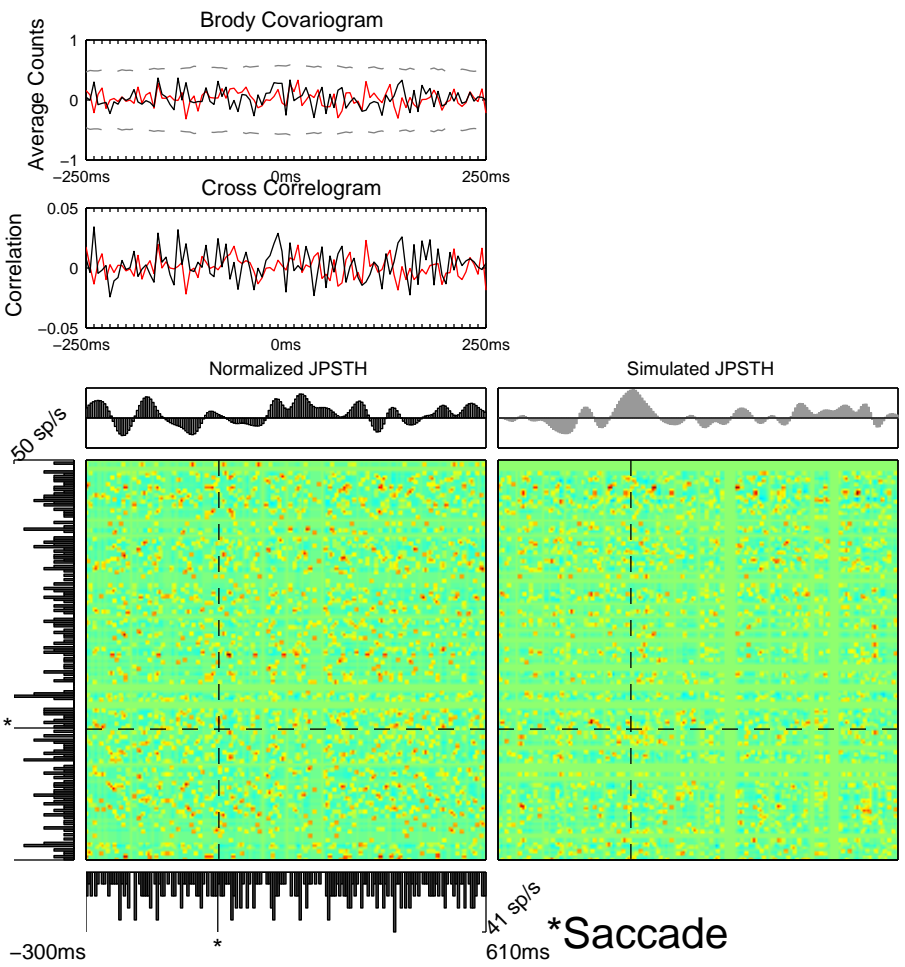 Brody Covariogram
Average Counts
1
0
−1
−250ms
0ms
250ms
Cross Correlogram
Correlation
0.05
0
−0.05
−250ms
0ms
250ms
Normalized JPSTH
Simulated JPSTH
50 sp/s
*
41 sp/s
*
−300ms
610ms
*Saccade